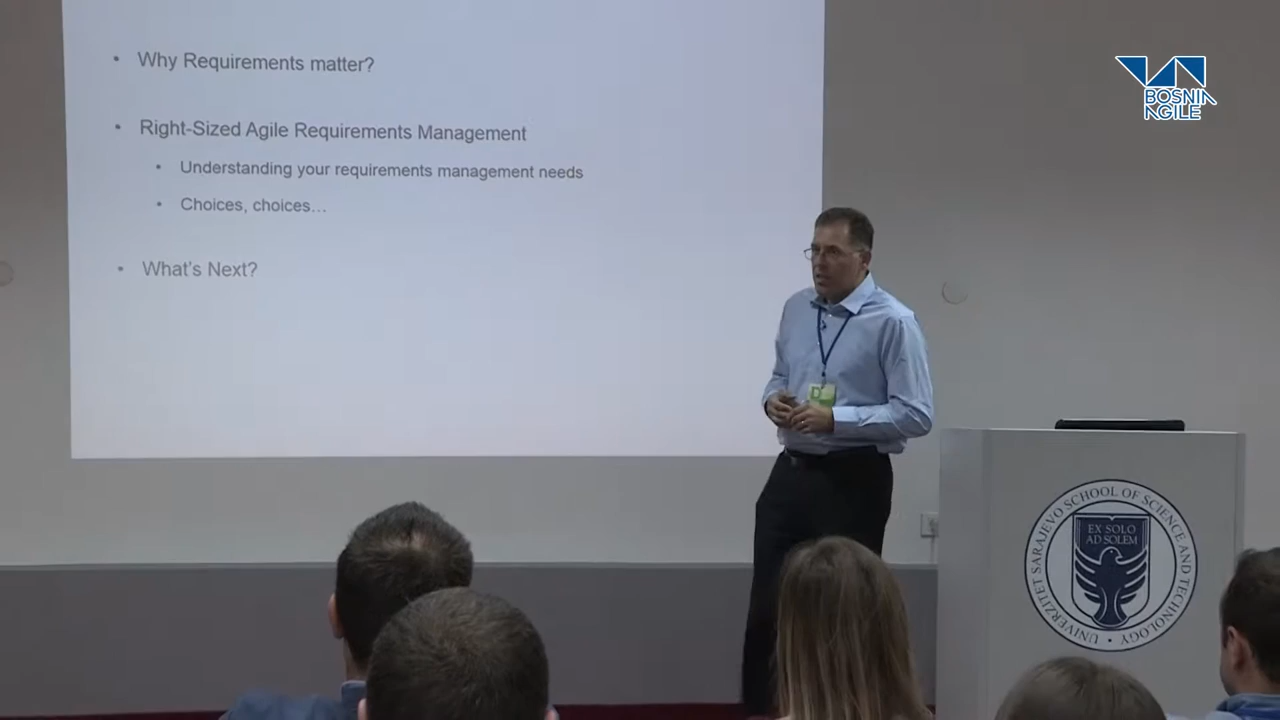 • Why Requirements matter?
• Right-Sized Agile Requirements Management
• Understanding your requirements management needs
• Choices, choices…
• What's Next?
BOSNIA
AGILE
D
UNIVERZITET SARAJEVO SCHOOL OF SCIENCE AND TECHNOLOGY •
EX SOLO
AD SOLEM